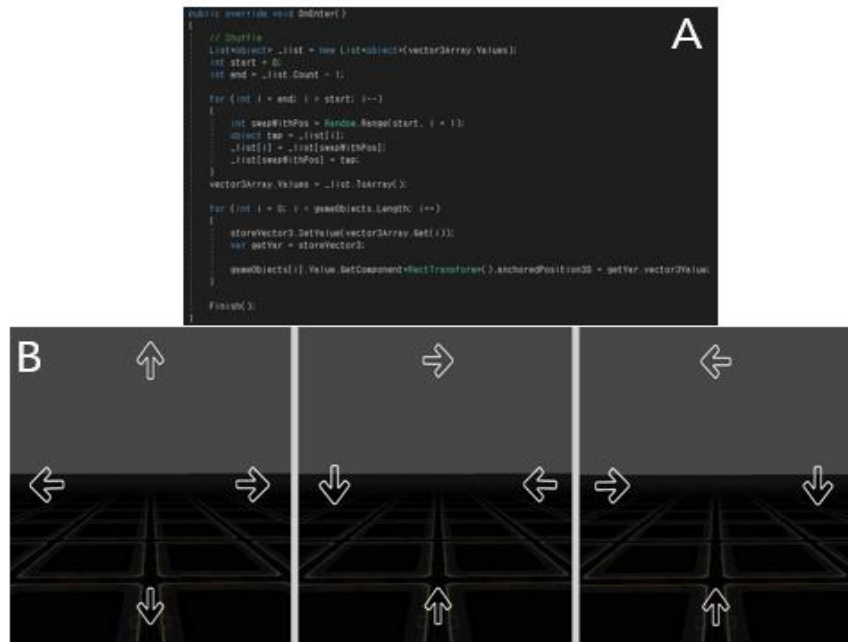 public override void OnEnter()
{
A
// Shuffle
List<object> _list = new List<object>(vector3Array.Values);
int start = 0;
int end = _list.Count - 1;
for (int i = end; i > start; i--)
{
int swapWithPos = Random.Range(start, i + 1);
object tmp = _list[i];
_list[i] = _list[swapWithPos];
_list[swapWithPos] = tmp;
}
vector3Array.Values = _list.ToArray();
for (int i = 0; i < gameObjects.Length; i++)
{
storeVector3.SetValue(vector3Array.Get(i));
var getVar = storeVector3;
gameObjects[i].Value.GetComponent<RectTransform>().anchoredPosition3D = getVar.vector3Value;
}
Finish();
}
B